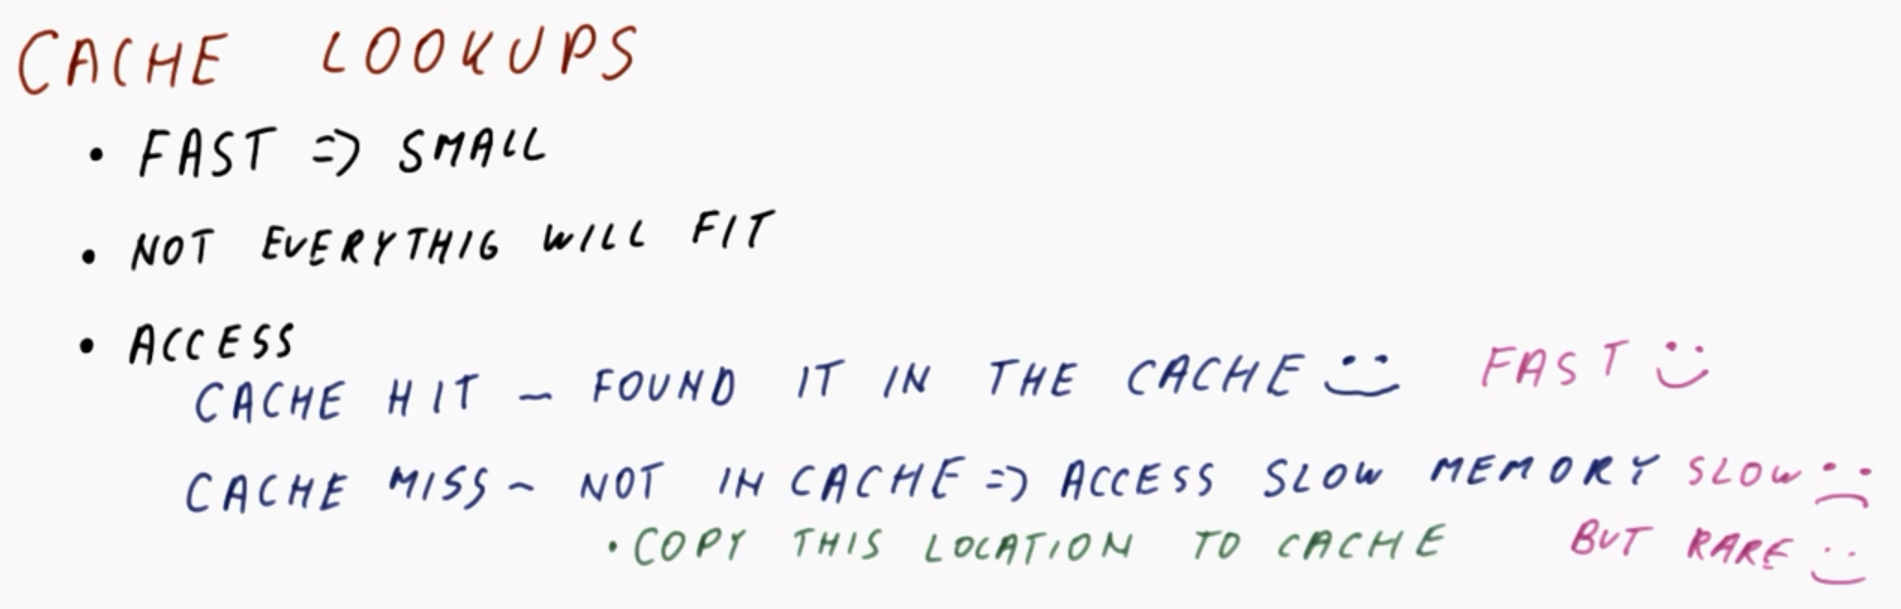 CACHE LOOKUPS
• FAST => SMALL
• NOT EVERYTHIG WILL FIT
• ACCESS
CACHE HIT - FOUND IT IN THE CACHE FAST
CACHE MISS - NOT IN CACHE => ACCESS SLOW MEMORY SLOW
• COPY THIS LOCATION TO CACHE BUT RARE